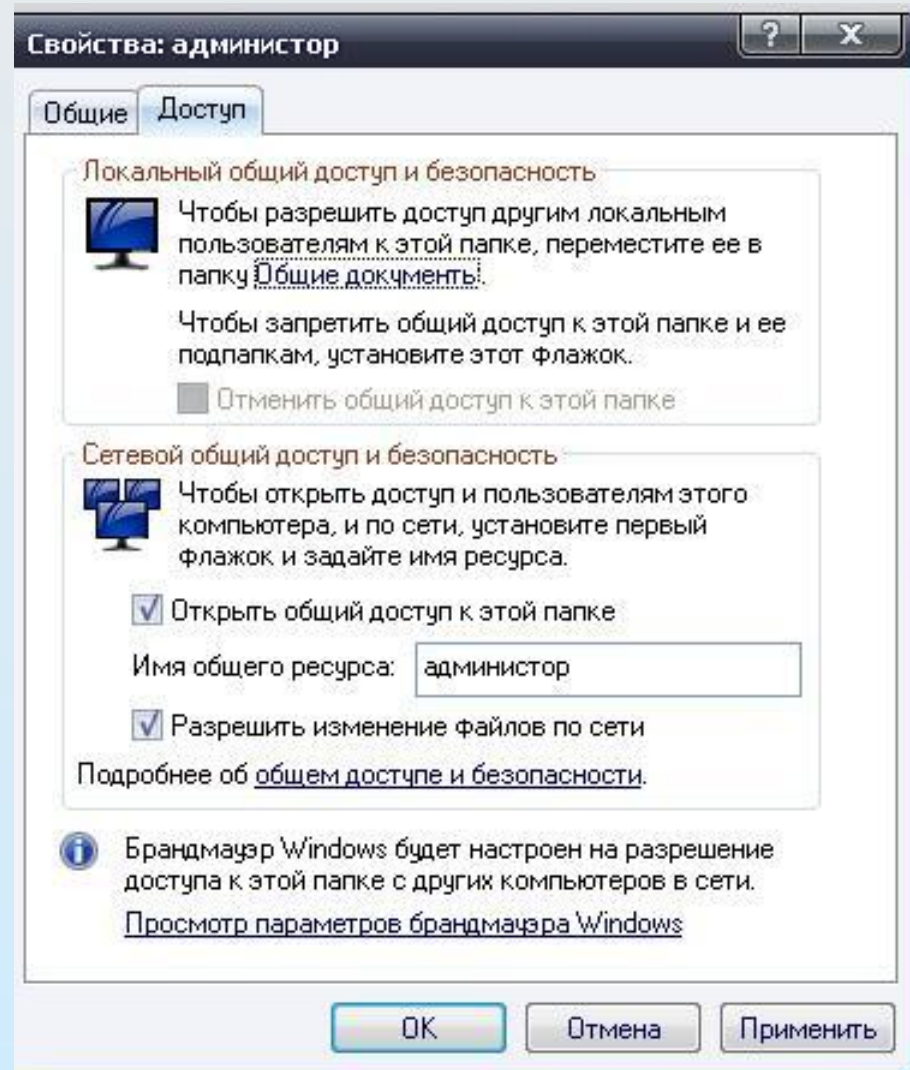 Свойства: администор
? X
Общие Доступ
Локальный общий доступ и безопасность
Чтобы разрешить доступ другим локальным
пользователям к этой папке, переместите ее в
папку Общие документы.
Чтобы запретить общий доступ к этой папке и ее
подпапкам, установите этот флажок.
Отменить общий доступ к этой папке
Сетевой общий доступ и безопасность
Чтобы открыть доступ и пользователям этого
компьютера, и по сети, установите первый
флажок и задайте имя ресурса.
Открыть общий доступ к этой папке
Имя общего ресурса: администор
Разрешить изменение файлов по сети
Подробнее об общем доступе и безопасности.
Брандмауэр Windows будет настроен на разрешение
доступа к этой папке с других компьютеров в сети.
Просмотр параметров брандмауэра Windows
OK Отмена Применить